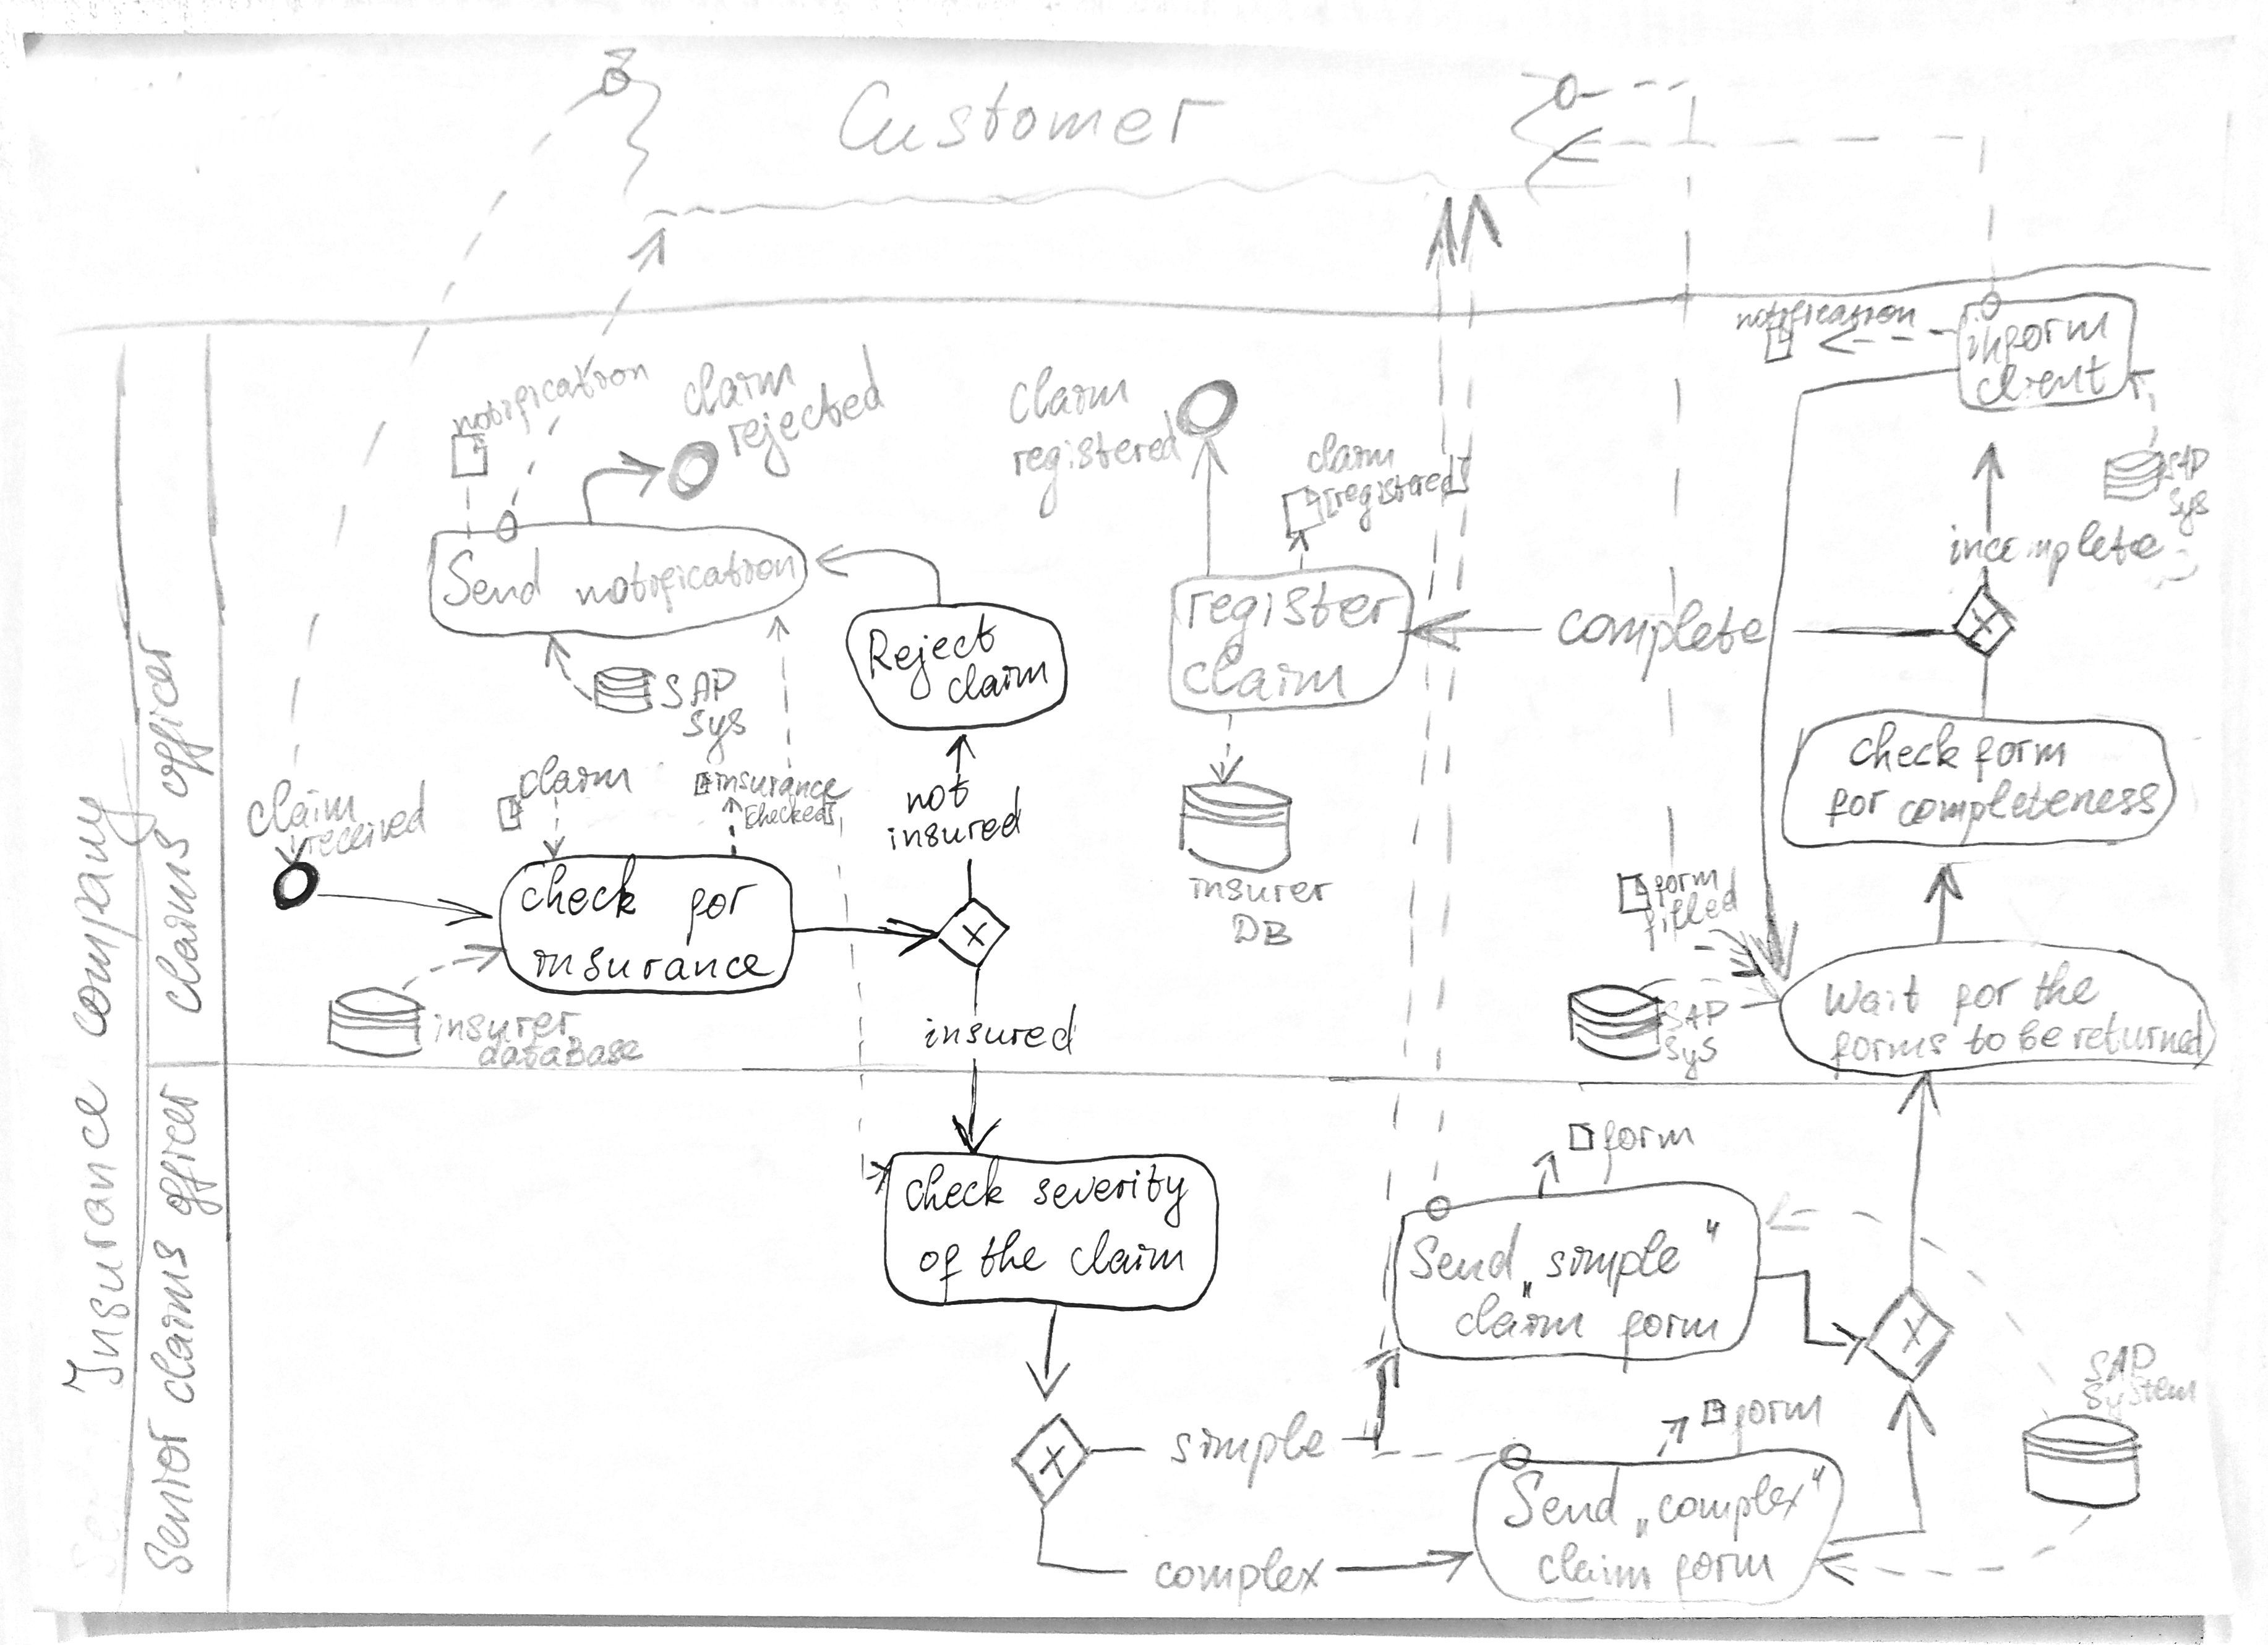 Customer
Insurance company
claims officer
Senior claims officer
notification
claim
rejected
Send notification
SAP
sys
Reject
claim
claim
received
claim
insurance
[checked]
not
insured
check for
insurance
insurer
database
insured
claim
registered
claim
[registered]
register
claim
insurer
DB
complete
notification
inform
client
SAP
sys
incomplete
check form
for completeness
form
filled
SAP
sys
Wait for the
forms to be returned
check severity
of the claim
simple
complex
form
Send „simple“
claim form
form
Send „complex“
claim form
SAP
System
X
X
X
X